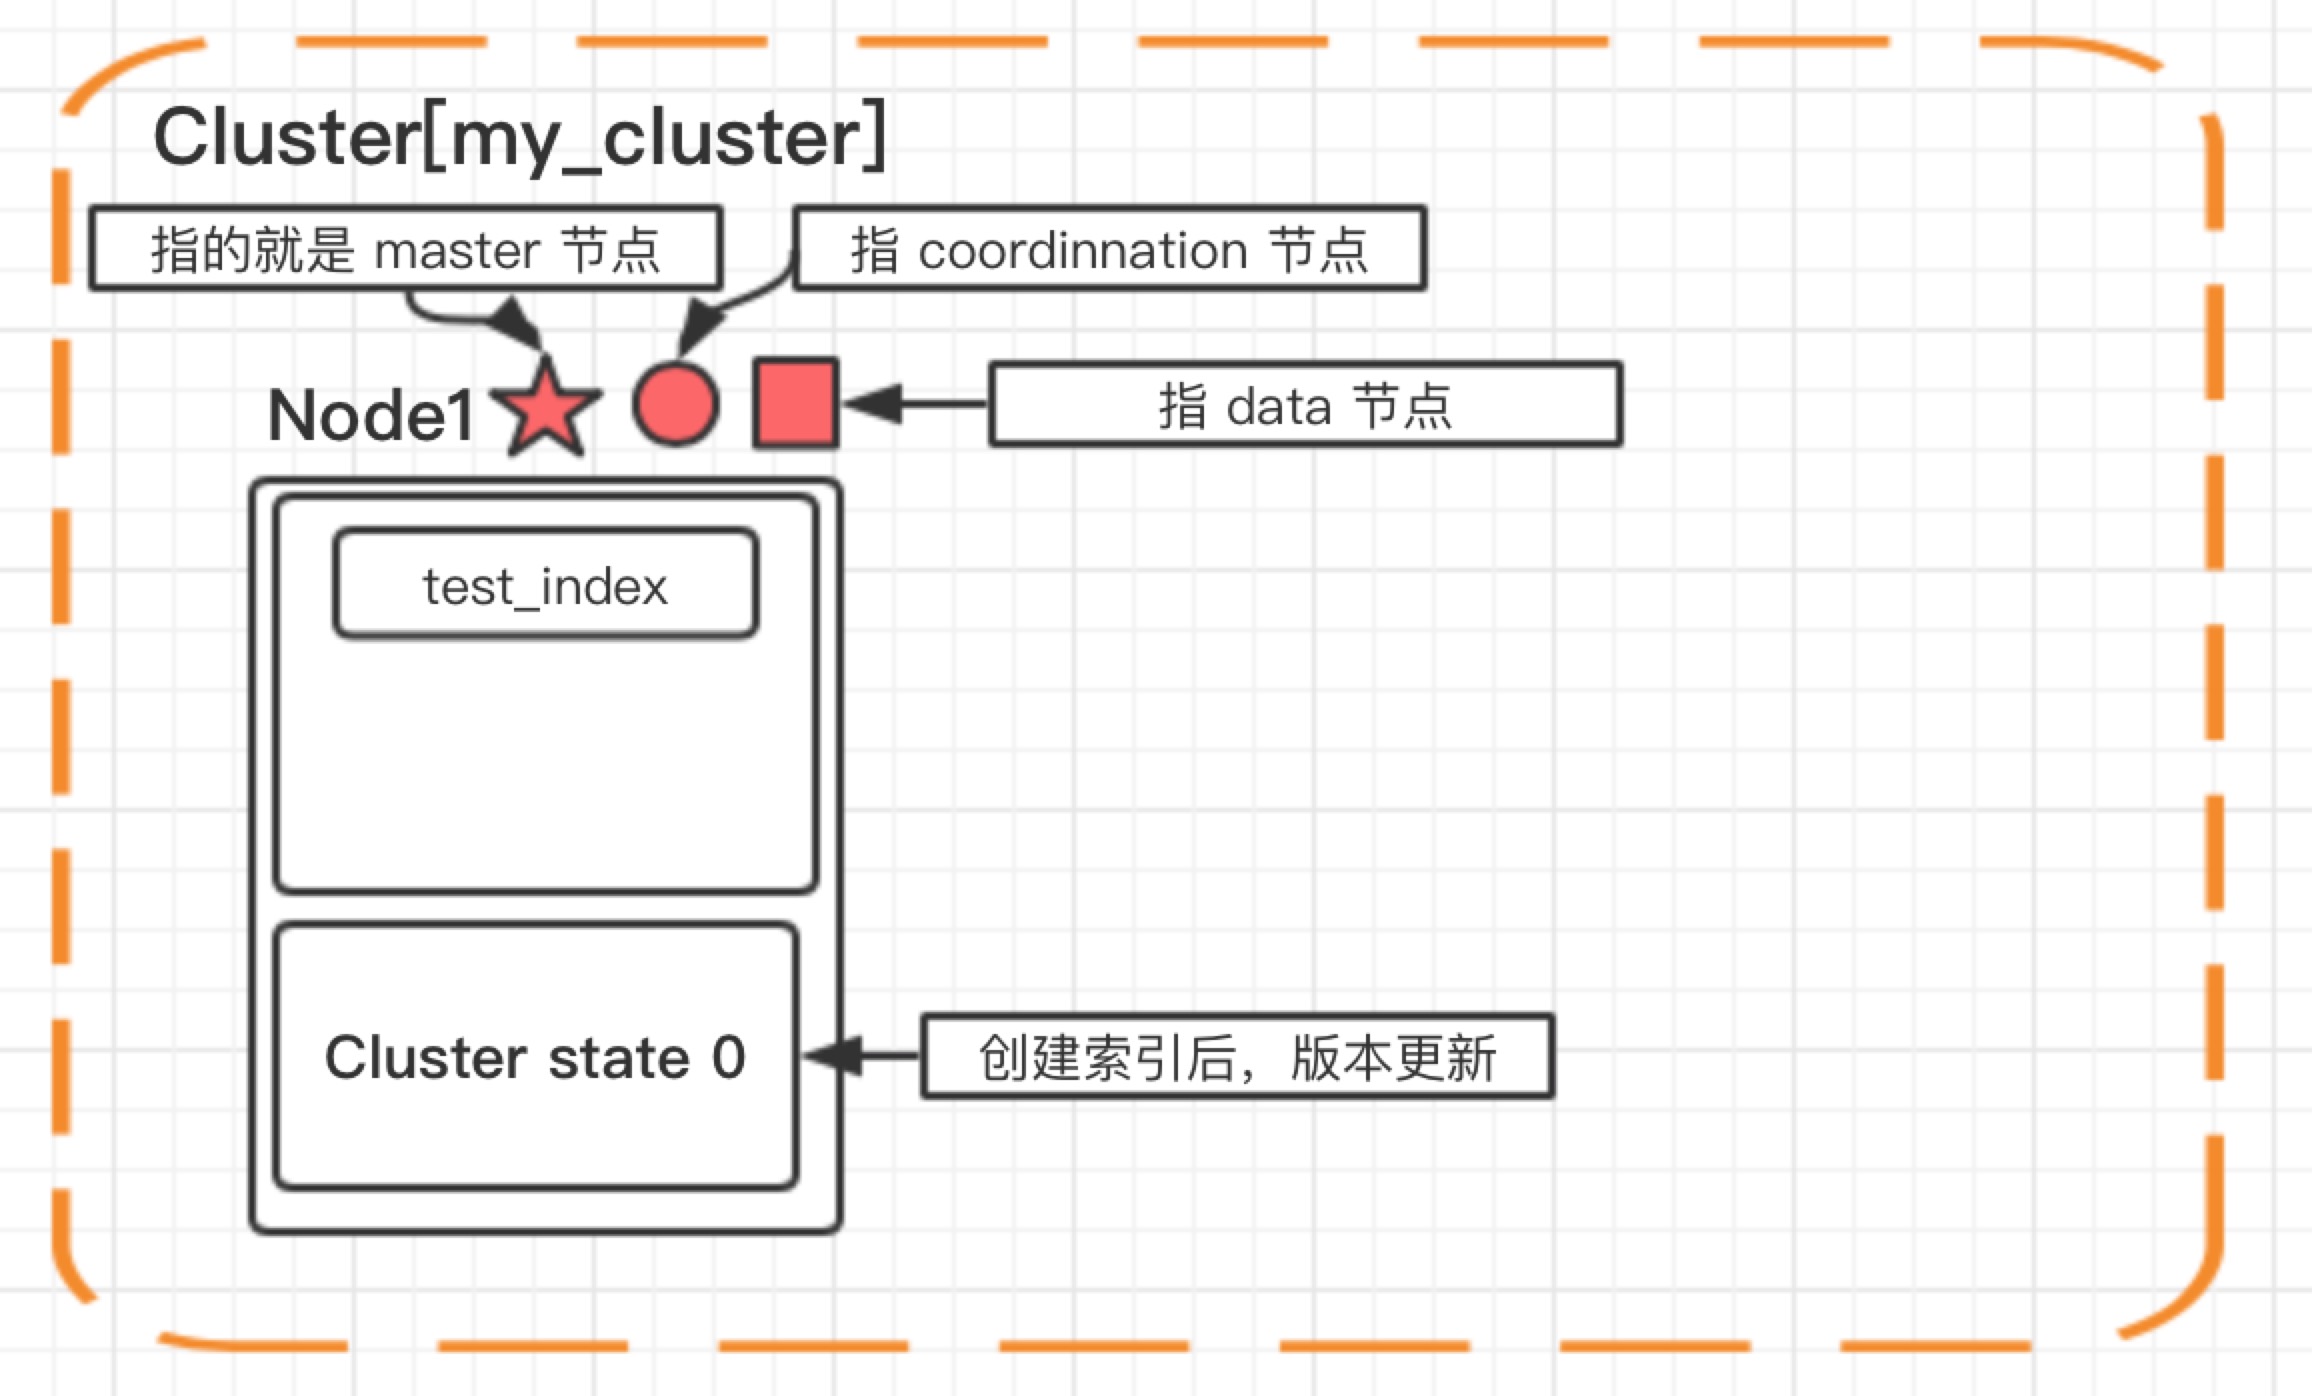 Cluster[my_cluster]
指的就是 master 节点
指 coordinnation 节点
Node1
指 data 节点
test_index
Cluster state 0
创建索引后，版本更新